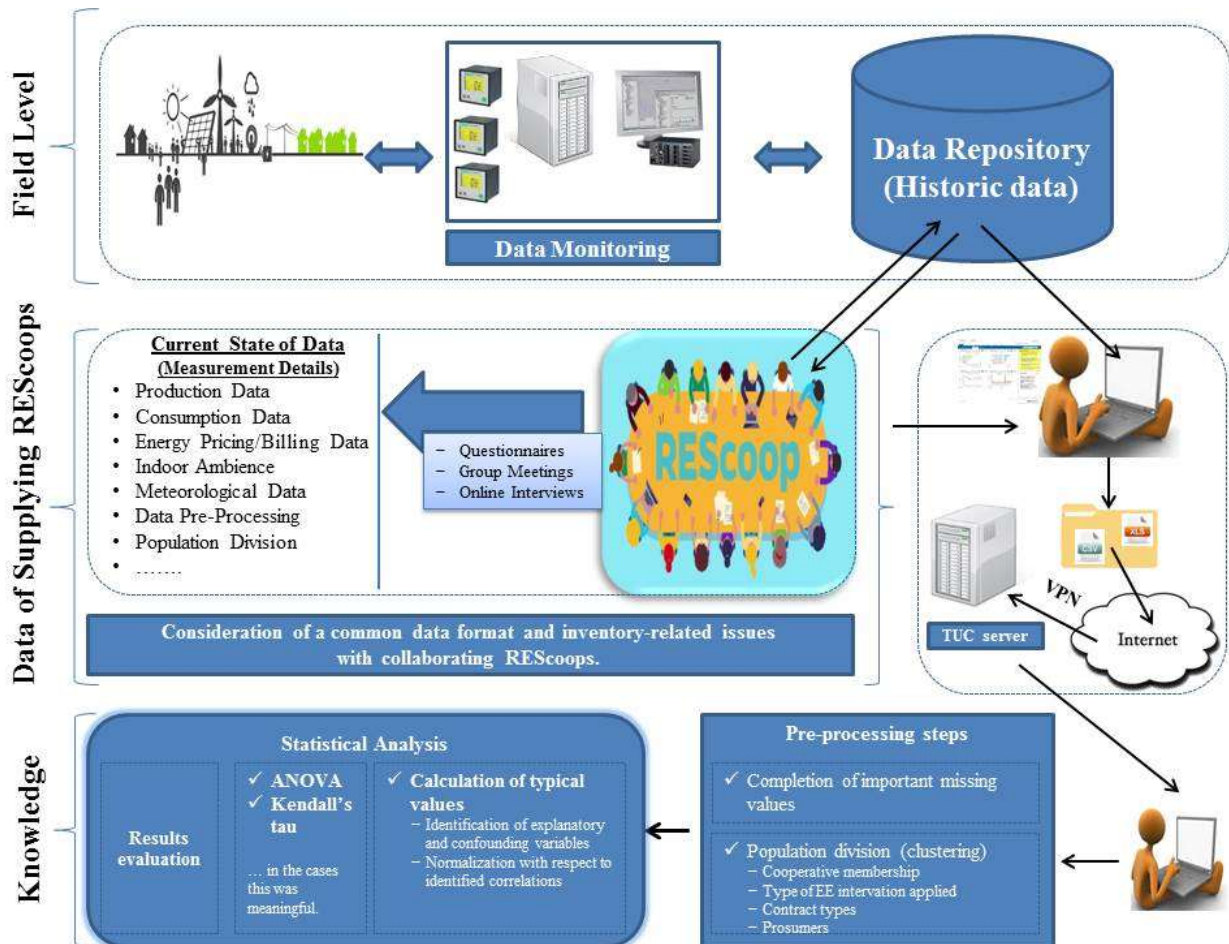 Field Level
Data Monitoring
Data Repository
(Historic data)
Data of Supplying REScoops
Current State of Data
(Measurement Details)
• Production Data
• Consumption Data
• Energy Pricing/Billing Data
• Indoor Ambience
• Meteorological Data
• Data Pre-Processing
• Population Division
• .......
– Questionnaires
– Group Meetings
– Online Interviews
REScoop
Consideration of a common data format and inventory-related issues
with collaborating REScoops.
CSV
XLS
VPN
TUC server
Internet
Knowledge
Statistical Analysis
Results
evaluation
✓ ANOVA
✓ Kendall's
tau
… in the cases
this was
meaningful.
✓ Calculation of typical
values
– Identification of explanatory
and confounding variables
– Normalization with respect to
identified correlations
Pre-processing steps
✓ Completion of important missing
values
✓ Population division (clustering)
– Cooperative membership
– Type of EE intervation applied
– Contract types
– Prosumers